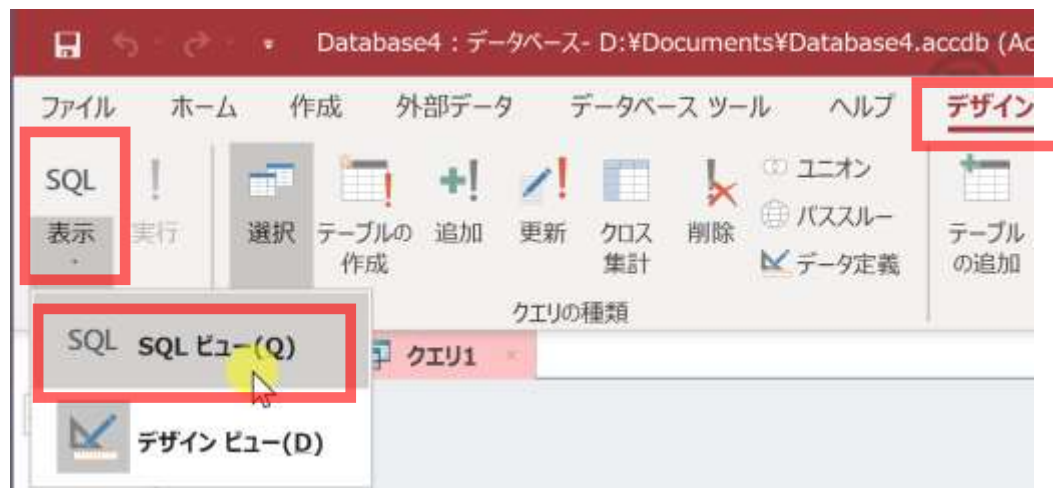 Database4 : データベース- D:¥Documents¥Database4.accdb (Ac
ファイル ホーム 作成 外部データ データベース ツール ヘルプ デザイン
SQL
表示
実行
選択
テーブルの
作成
追加
更新
クロス
集計
削除
ユニオン
パススルー
データ定義
テーブル
の追加
クエリの種類
SQL SQL ビュー(Q)
クエリ1
デザイン ビュー(D)